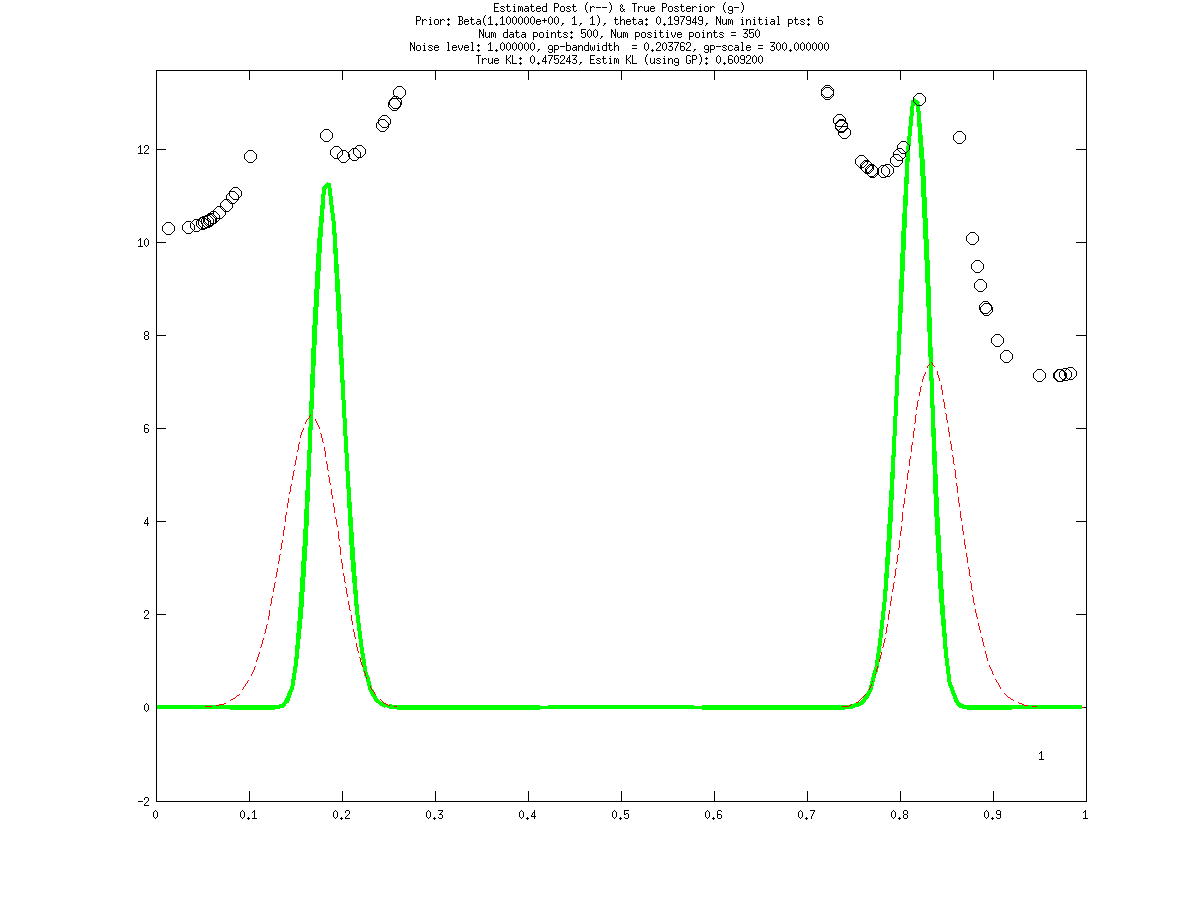 Estimated Post (r--) & True Posterior (g-)
Prior: Beta(1.100000e+00, 1, 1), theta: 0.197949, Num initial pts: 6
Num data points: 500, Num positive points = 350
Noise level: 1.000000, gp-bandwidth  = 0.203762, gp-scale = 300.000000
True KL: 0.475243, Estim KL (using GP): 0.609200
12
10
8
6
4
2
0
1
-2
0 0.1 0.2 0.3 0.4 0.5 0.6 0.7 0.8 0.9 1